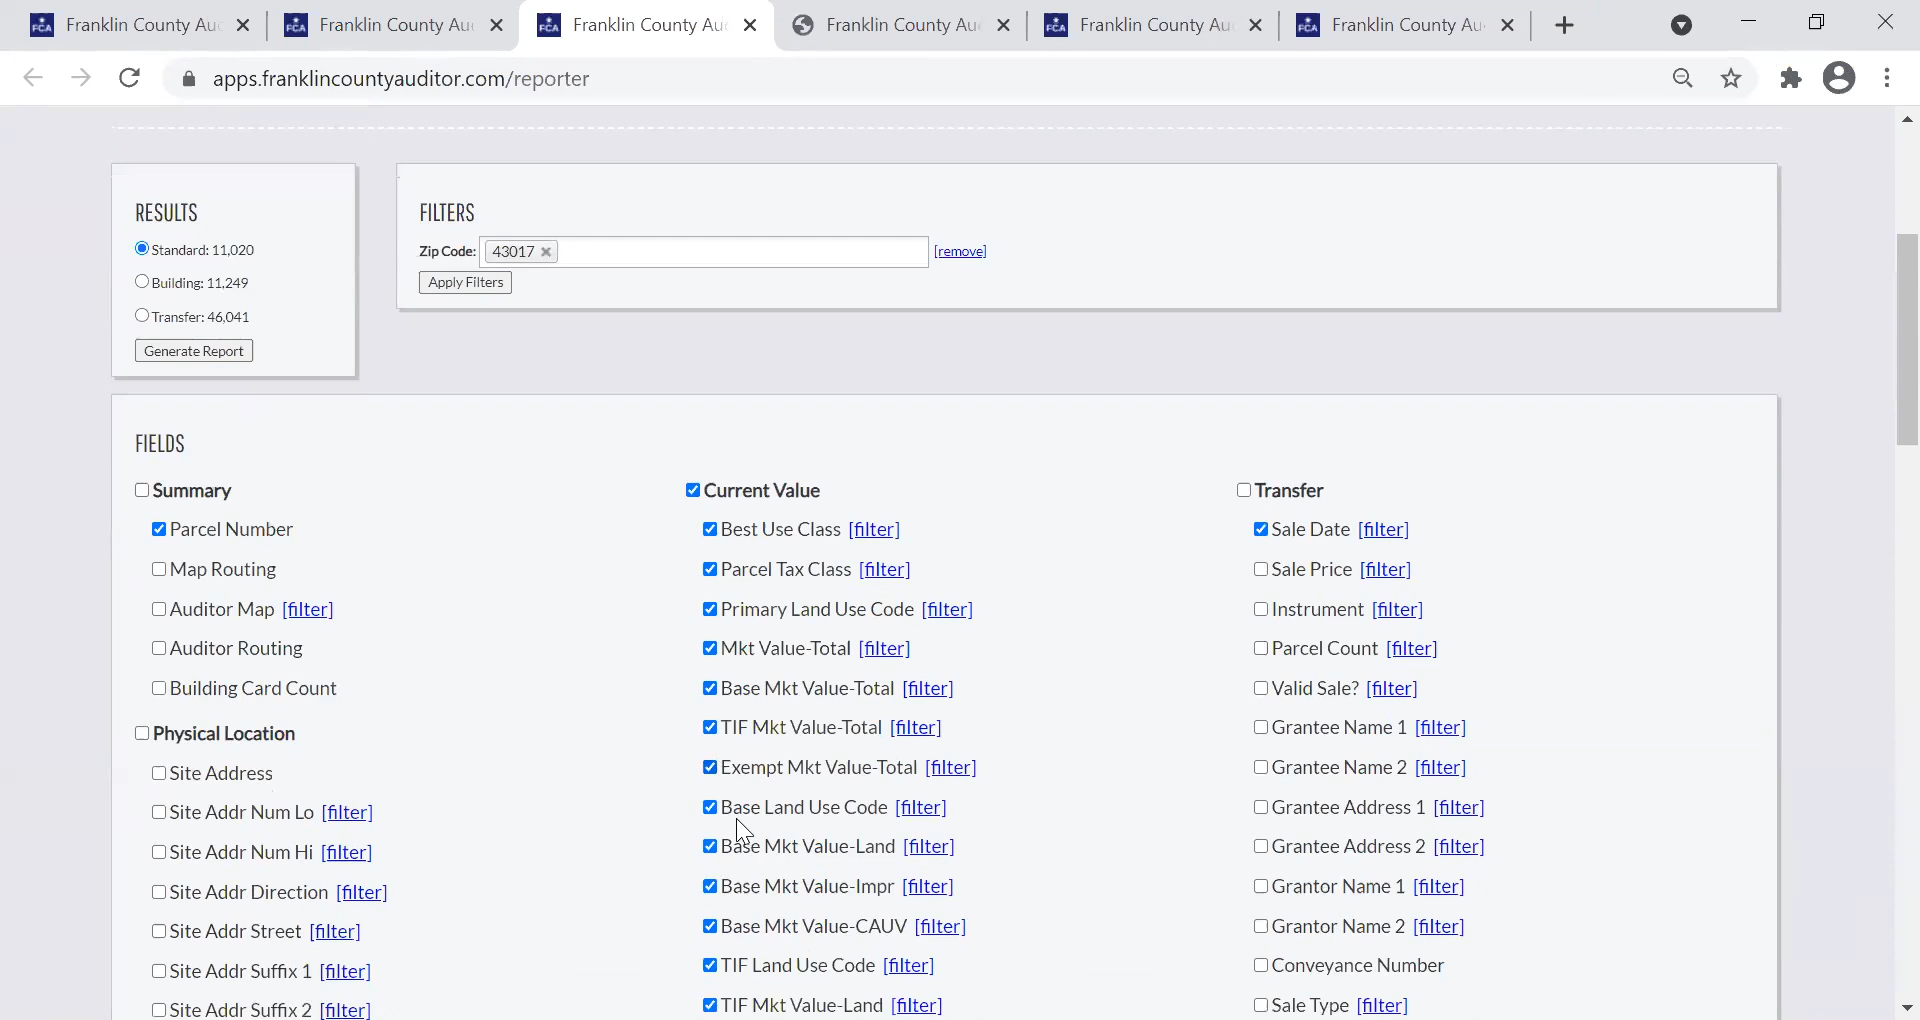 Franklin County Au
Franklin County Au
Franklin County Au
Franklin County Au
Franklin County Au
Franklin County Au
apps.franklincountyauditor.com/reporter
RESULTS
Standard: 11,020
Building: 11,249
Transfer: 46,041
Generate Report
FILTERS
Zip Code: 43017 [remove]
Apply Filters
FIELDS
Summary
Parcel Number
Map Routing
Auditor Map [filter]
Auditor Routing
Building Card Count
Physical Location
Site Address
Site Addr Num Lo [filter]
Site Addr Num Hi [filter]
Site Addr Direction [filter]
Site Addr Street [filter]
Site Addr Suffix 1 [filter]
Site Addr Suffix 2 [filter]
Current Value
Best Use Class [filter]
Parcel Tax Class [filter]
Primary Land Use Code [filter]
Mkt Value-Total [filter]
Base Mkt Value-Total [filter]
TIF Mkt Value-Total [filter]
Exempt Mkt Value-Total [filter]
Base Land Use Code [filter]
Base Mkt Value-Land [filter]
Base Mkt Value-Impr [filter]
Base Mkt Value-CAUV [filter]
TIF Land Use Code [filter]
TIF Mkt Value-Land [filter]
Transfer
Sale Date [filter]
Sale Price [filter]
Instrument [filter]
Parcel Count [filter]
Valid Sale? [filter]
Grantee Name 1 [filter]
Grantee Name 2 [filter]
Grantee Address 1 [filter]
Grantee Address 2 [filter]
Grantor Name 1 [filter]
Grantor Name 2 [filter]
Conveyance Number
Sale Type [filter]